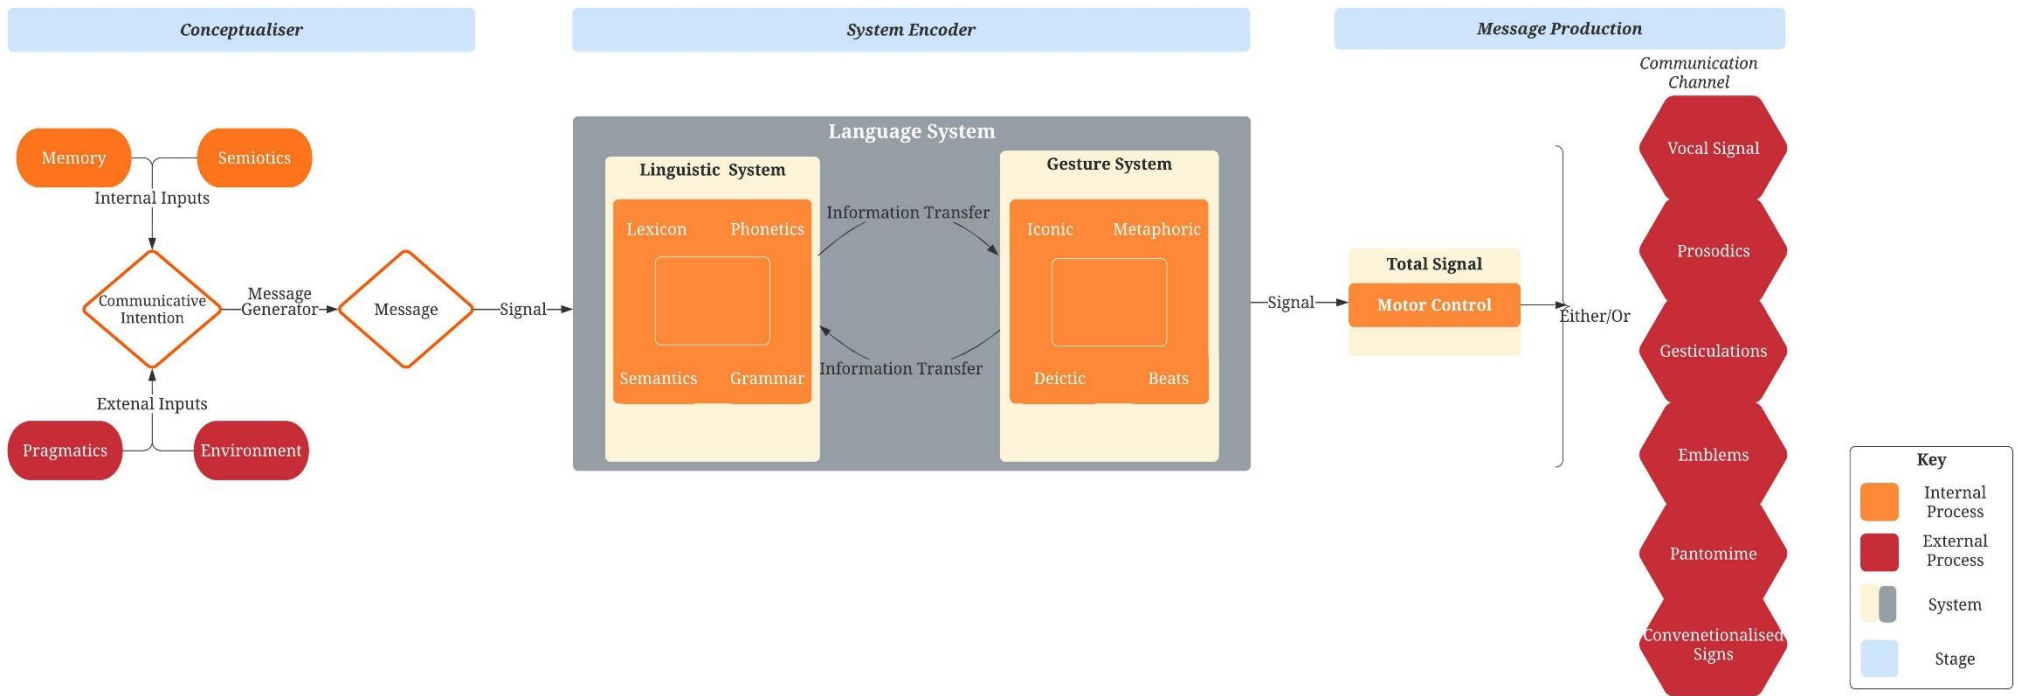 Conceptualiser
System Encoder
Message Production
Communication
Channel
Memory
Semiotics
Internal Inputs
Communicative
Intention
Message
Generator
Message
Signal
Extenal Inputs
Pragmatics
Environment
Language System
Linguistic System
Lexicon
Phonetics
Semantics
Grammar
Information Transfer
Information Transfer
Gesture System
Iconic
Metaphoric
Deictic
Beats
Signal
Total Signal
Motor Control
Either/Or
Vocal Signal
Prosodics
Gesticulations
Emblems
Pantomime
Convenetionalised
Signs
Key
Internal
Process
External
Process
System
Stage